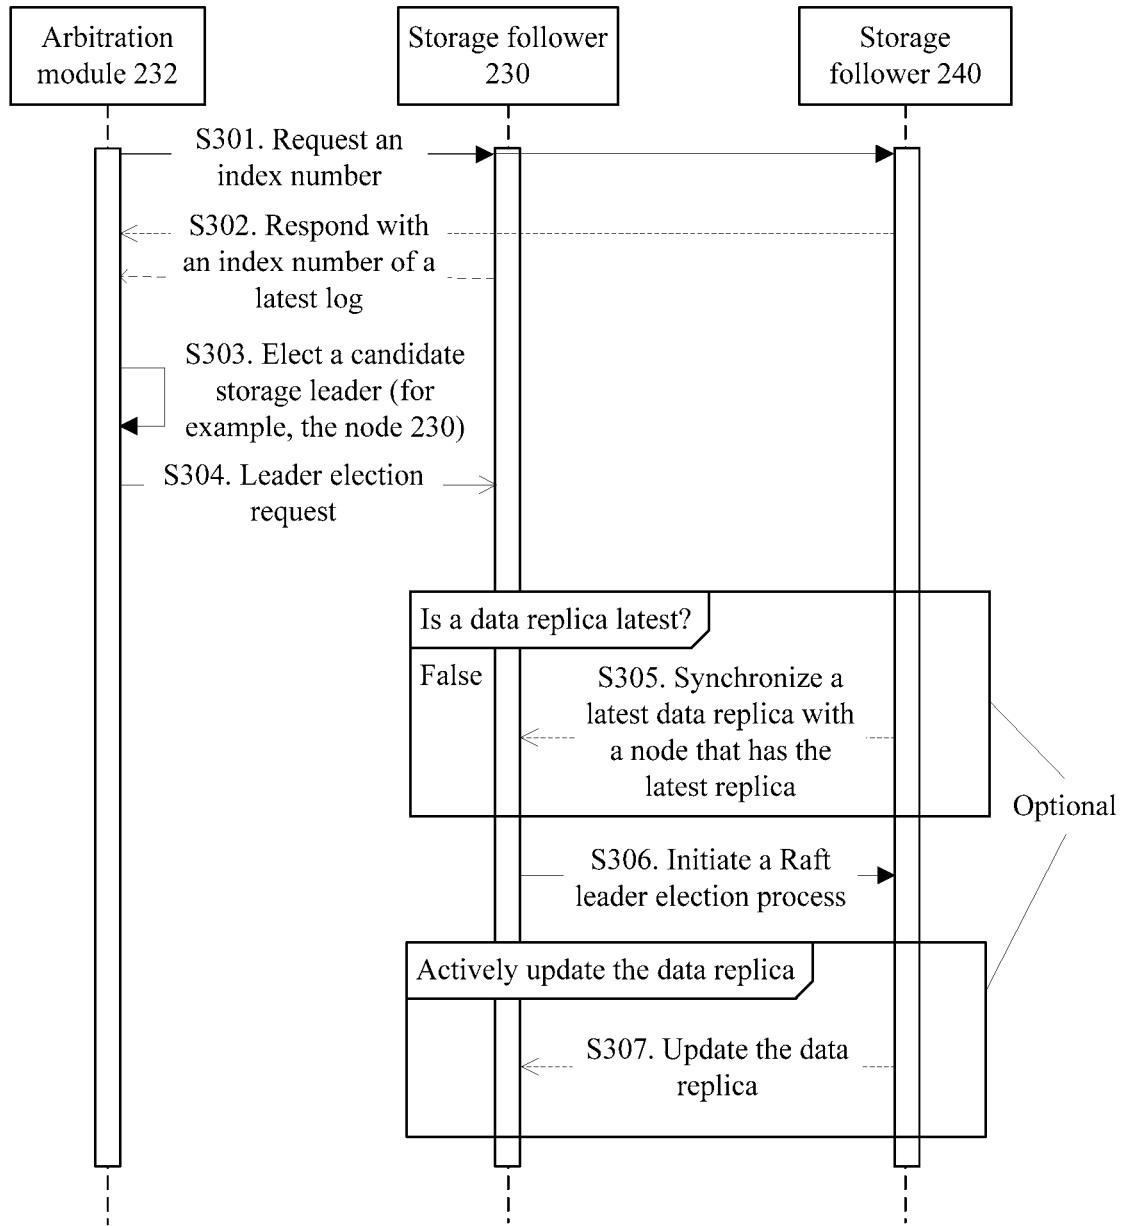 Arbitration
module 232
Storage follower
230
Storage
follower 240
S301. Request an
index number
S302. Respond with
an index number of a
latest log
S303. Elect a candidate
storage leader (for
example, the node 230)
S304. Leader election
request
Is a data replica latest?
False
S305. Synchronize a
latest data replica with
a node that has the
latest replica
Optional
S306. Initiate a Raft
leader election process
Actively update the data replica
S307. Update the data
replica